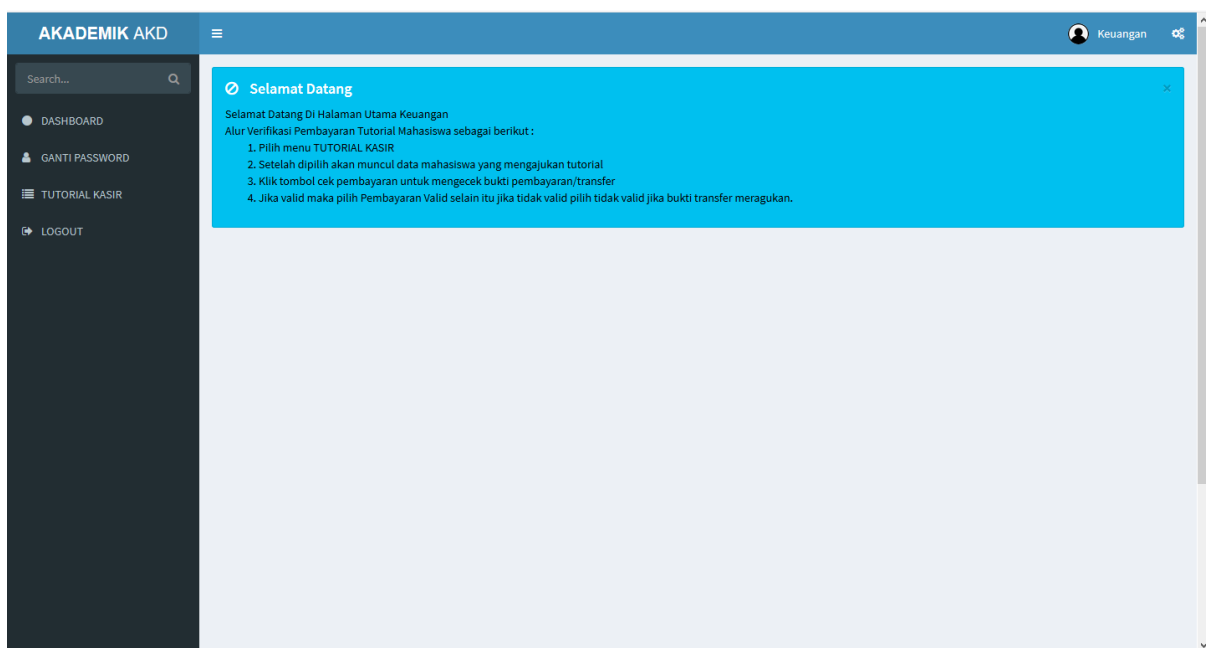 AKADEMIK AKD
Keuangan
Search...
DASHBOARD
GANTI PASSWORD
TUTORIAL KASIR
LOGOUT
Selamat Datang
×
Selamat Datang Di Halaman Utama Keuangan
Alur Verifikasi Pembayaran Tutorial Mahasiswa sebagai berikut :
1. Pilih menu TUTORIAL KASIR
2. Setelah dipilih akan muncul data mahasiswa yang mengajukan tutorial
3. Klik tombol cek pembayaran untuk mengecek bukti pembayaran/transfer
4. Jika valid maka pilih Pembayaran Valid selain itu jika tidak valid pilih tidak valid jika bukti transfer meragukan.